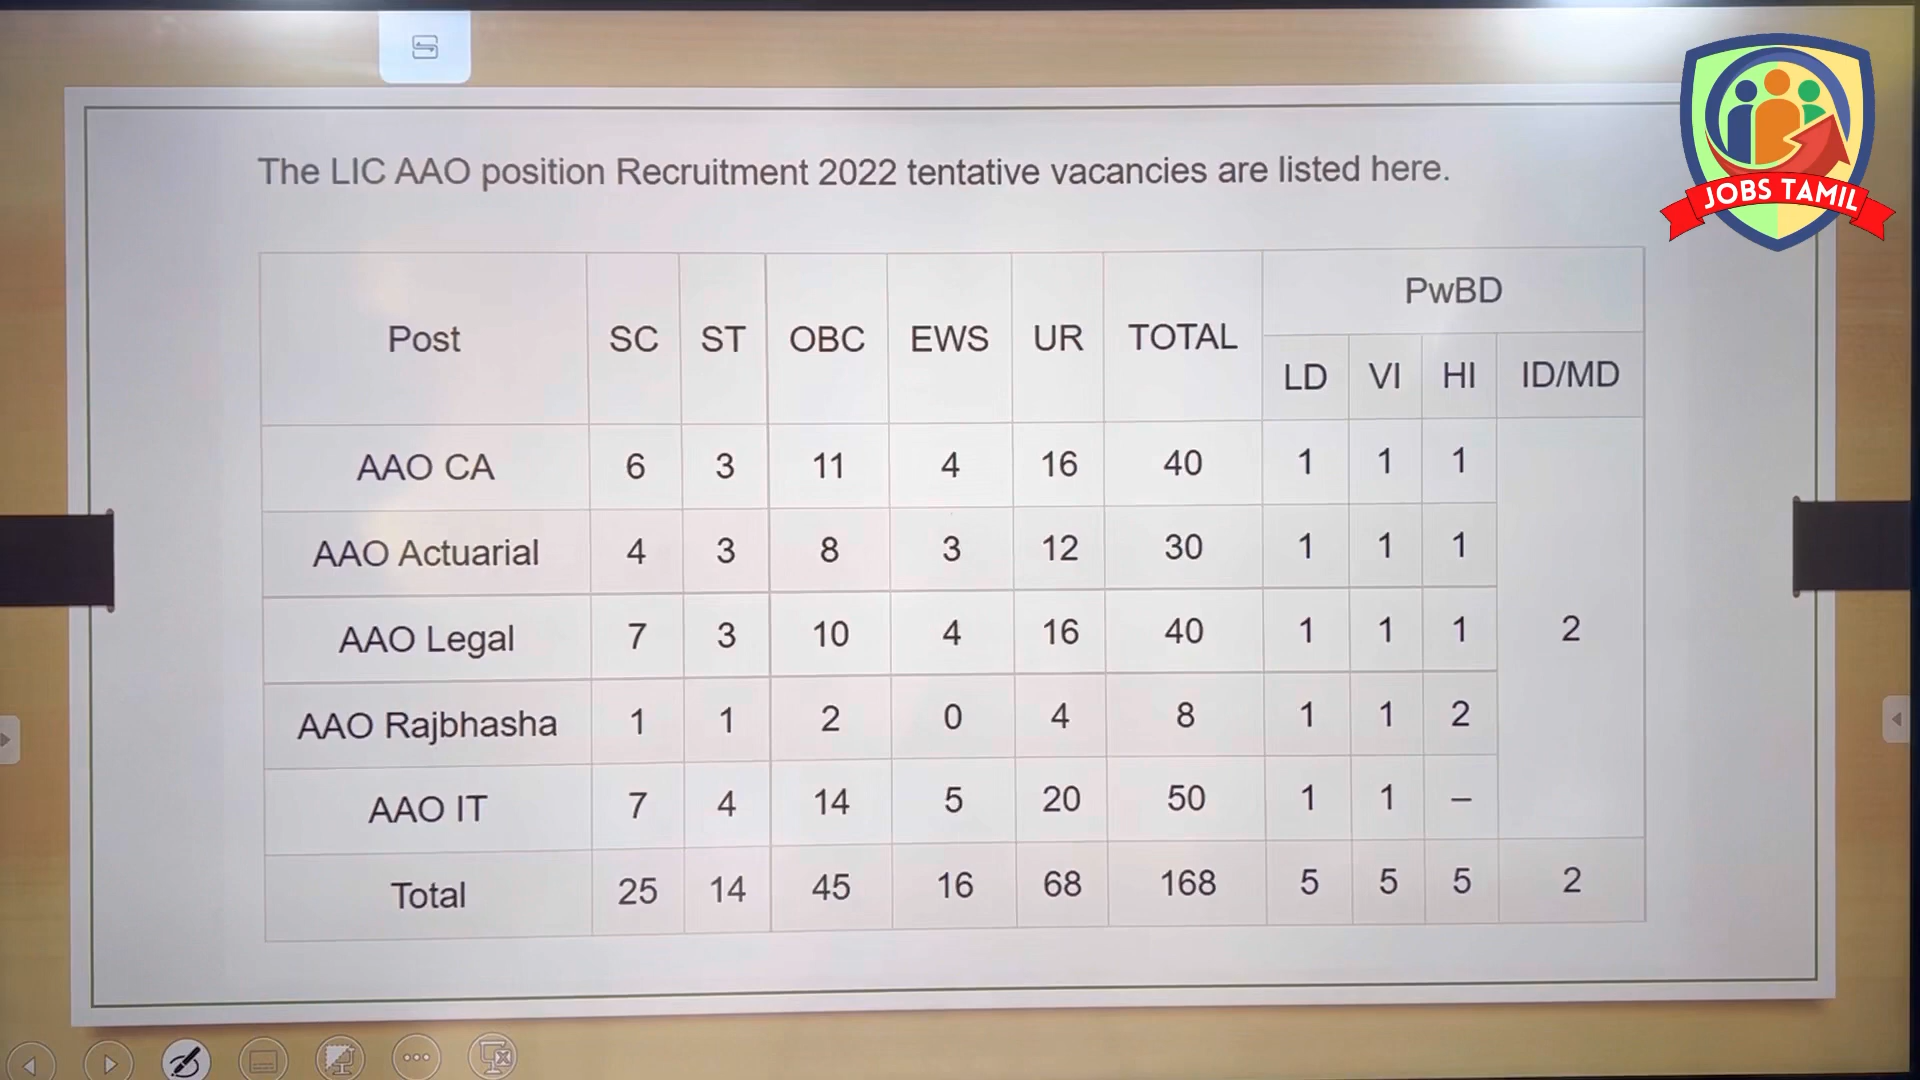 JOBS TAMIL
The LIC AAO position Recruitment 2022 tentative vacancies are listed here.
Post SC ST OBC EWS UR TOTAL PwBD
LD VI HI ID/MD
AAO CA 6 3 11 4 16 40 1 1 1
AAO Actuarial 4 3 8 3 12 30 1 1 1
AAO Legal 7 3 10 4 16 40 1 1 1 2
AAO Rajbhasha 1 1 2 0 4 8 1 1 2
AAO IT 7 4 14 5 20 50 1 1 –
Total 25 14 45 16 68 168 5 5 5 2